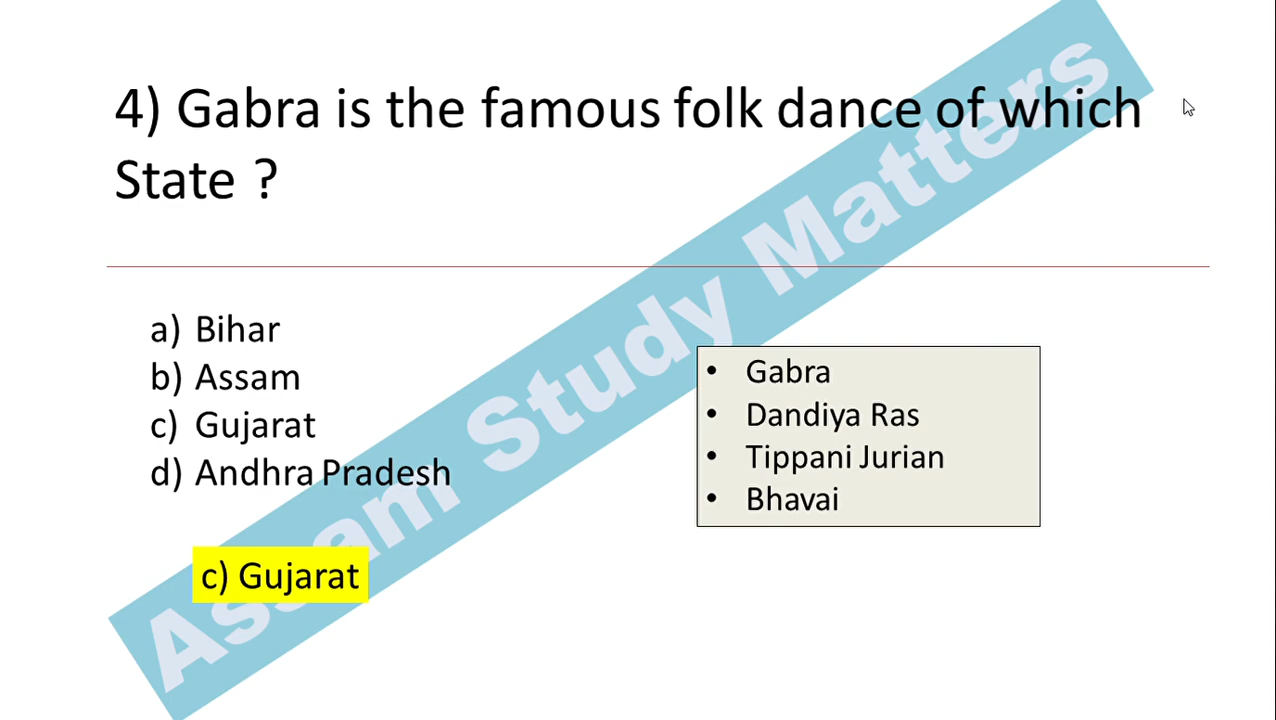 4) Gabra is the famous folk dance of which
State ?
a) Bihar
b) Assam
c) Gujarat
d) Andhra Pradesh
• Gabra
• Dandiya Ras
• Tippani Jurian
• Bhavai
c) Gujarat
Assam Study Matters